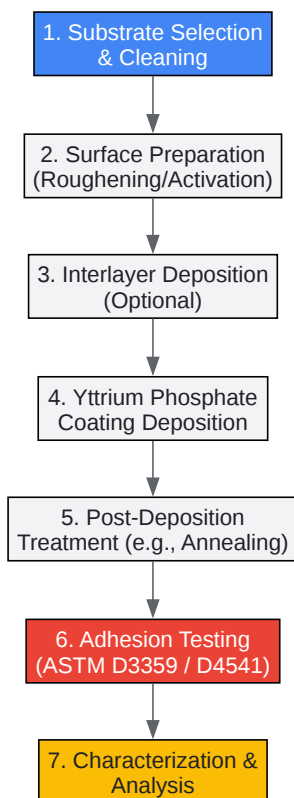 1. Substrate Selection
& Cleaning
2. Surface Preparation
(Roughening/Activation)
3. Interlayer Deposition
(Optional)
4. Yttrium Phosphate
Coating Deposition
5. Post-Deposition
Treatment (e.g., Annealing)
6. Adhesion Testing
(ASTM D3359 / D4541)
7. Characterization &
Analysis